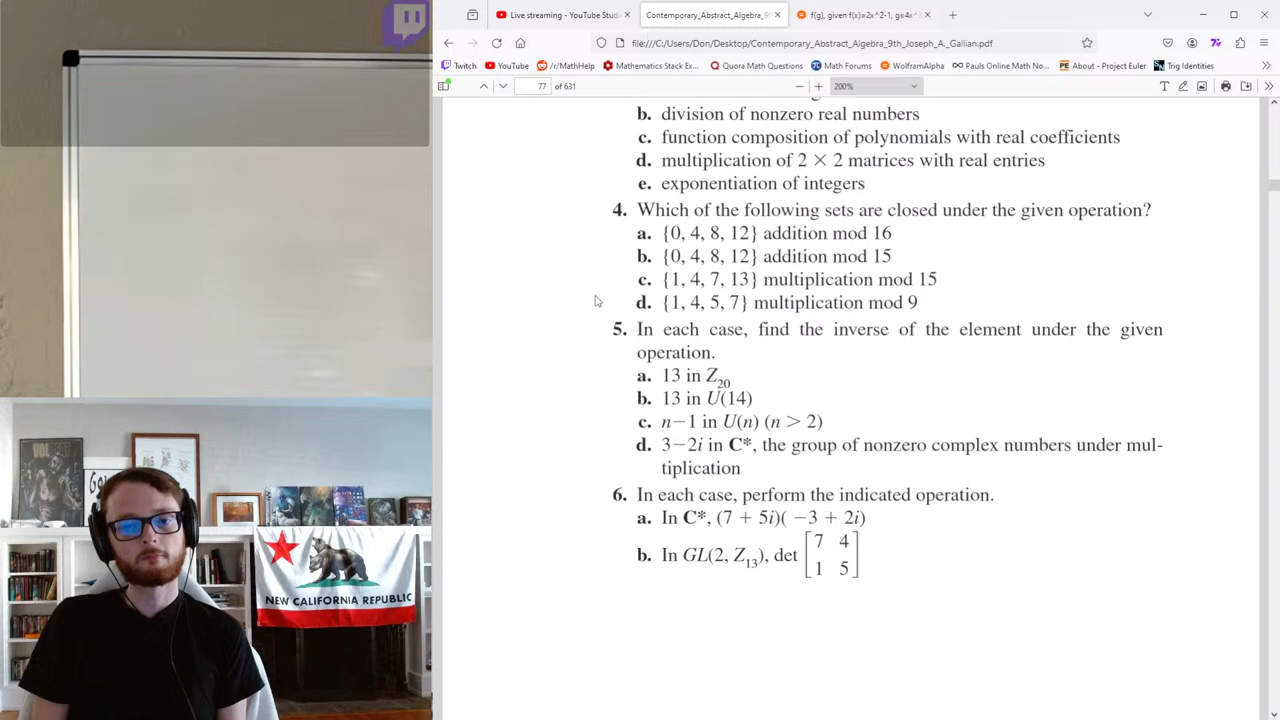 Live streaming - YouTube Studi
Contemporary_Abstract_Algebra_9th
f(g), given f(x)=2x^2-1, g=4x^
file:///C:/Users/Don/Desktop/Contemporary_Abstract_Algebra_9th_Joseph_A._Gallian.pdf
Twitch
YouTube
/r/MathHelp
Mathematics Stack Ex...
Quora Math Questions
Math Forums
WolframAlpha
Pauls Online Math No...
About - Project Euler
Trig Identities
77 of 631
200%
b. division of nonzero real numbers
c. function composition of polynomials with real coefficients
d. multiplication of 2 × 2 matrices with real entries
e. exponentiation of integers
4. Which of the following sets are closed under the given operation?
a. {0, 4, 8, 12} addition mod 16
b. {0, 4, 8, 12} addition mod 15
c. {1, 4, 7, 13} multiplication mod 15
d. {1, 4, 5, 7} multiplication mod 9
5. In each case, find the inverse of the element under the given
operation.
a. 13 in Z20
b. 13 in U(14)
c. n−1 in U(n) (n > 2)
d. 3−2i in C*, the group of nonzero complex numbers under mul-
tiplication
6. In each case, perform the indicated operation.
a. In C*, (7 + 5i)( −3 + 2i)
b. In GL(2, Z13), det [7 4
1 5]
VOLBEAT
NEW CALIFORNIA REPUBLIC